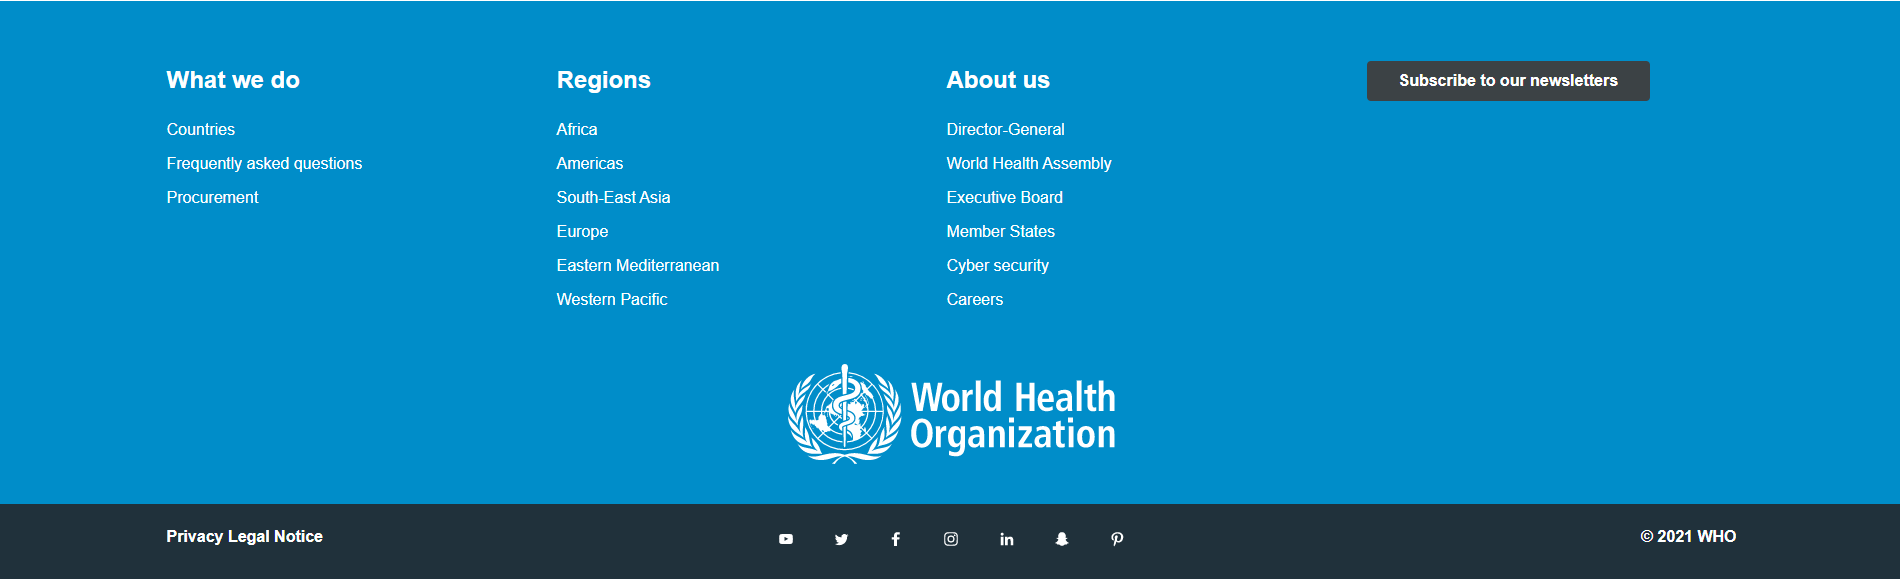 What we do
Countries
Frequently asked questions
Procurement
Regions
Africa
Americas
South-East Asia
Europe
Eastern Mediterranean
Western Pacific
About us
Director-General
World Health Assembly
Executive Board
Member States
Cyber security
Careers
Subscribe to our newsletters
World Health
Organization
Privacy Legal Notice
© 2021 WHO